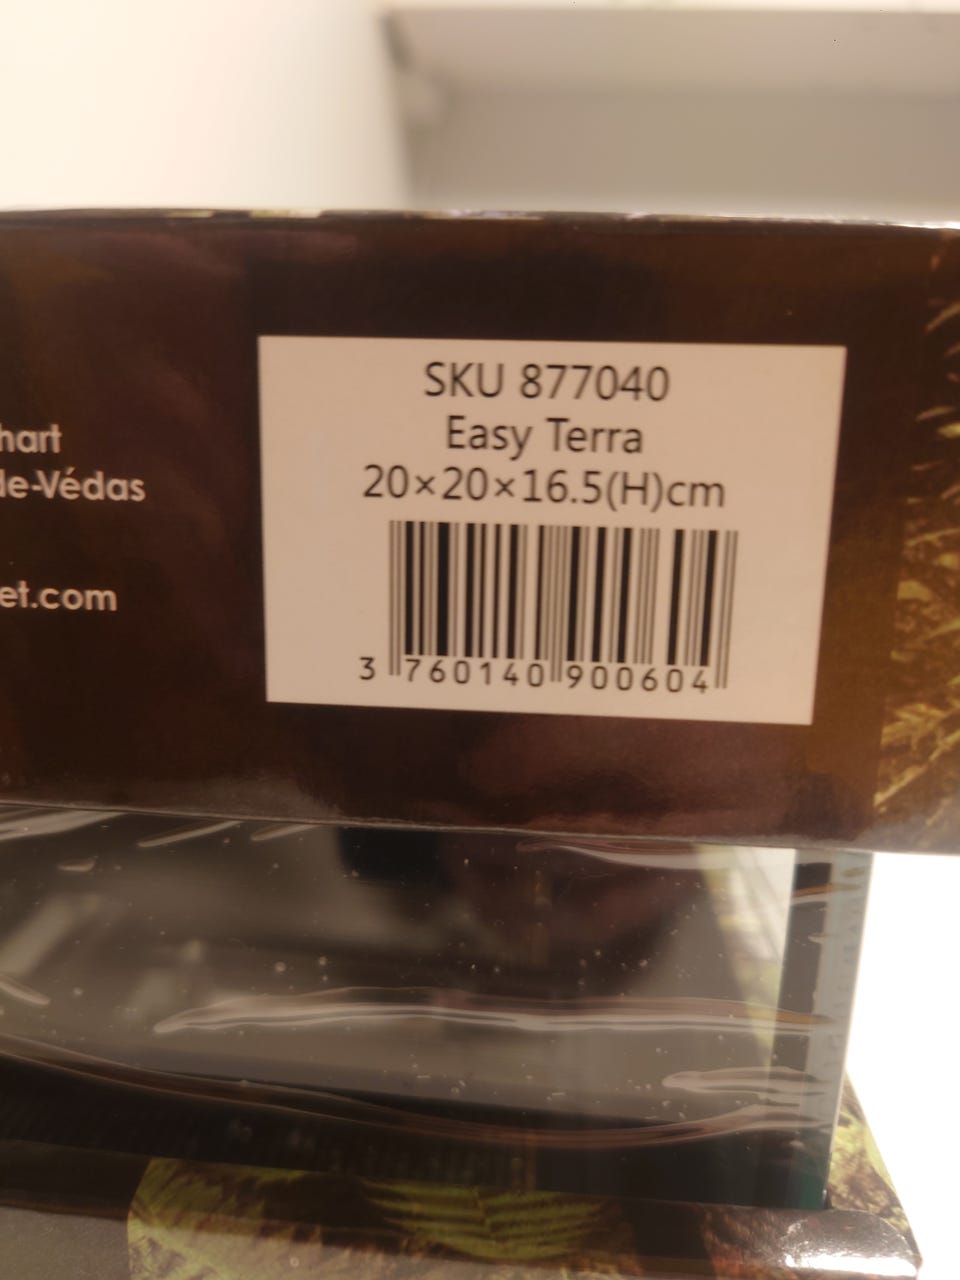 hart
de-Védas
et.com
SKU 877040
Easy Terra
20×20×16.5(H)cm
3 760140 900604